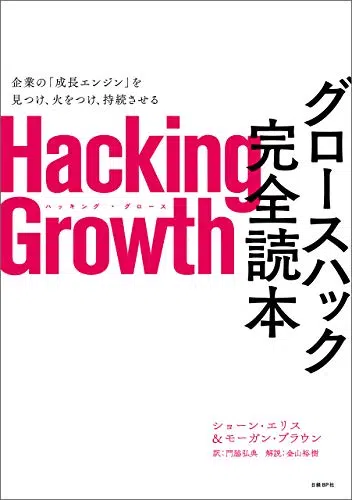 企業の「成長エンジン」を
見つけ、火をつけ、持続させる
Hacking
ハッキング・グロース
Growth
グロースハック
完全読本
ショーン・エリス
&モーガン・ブラウン
訳:門脇弘典 解説:金山裕樹
日経BP社